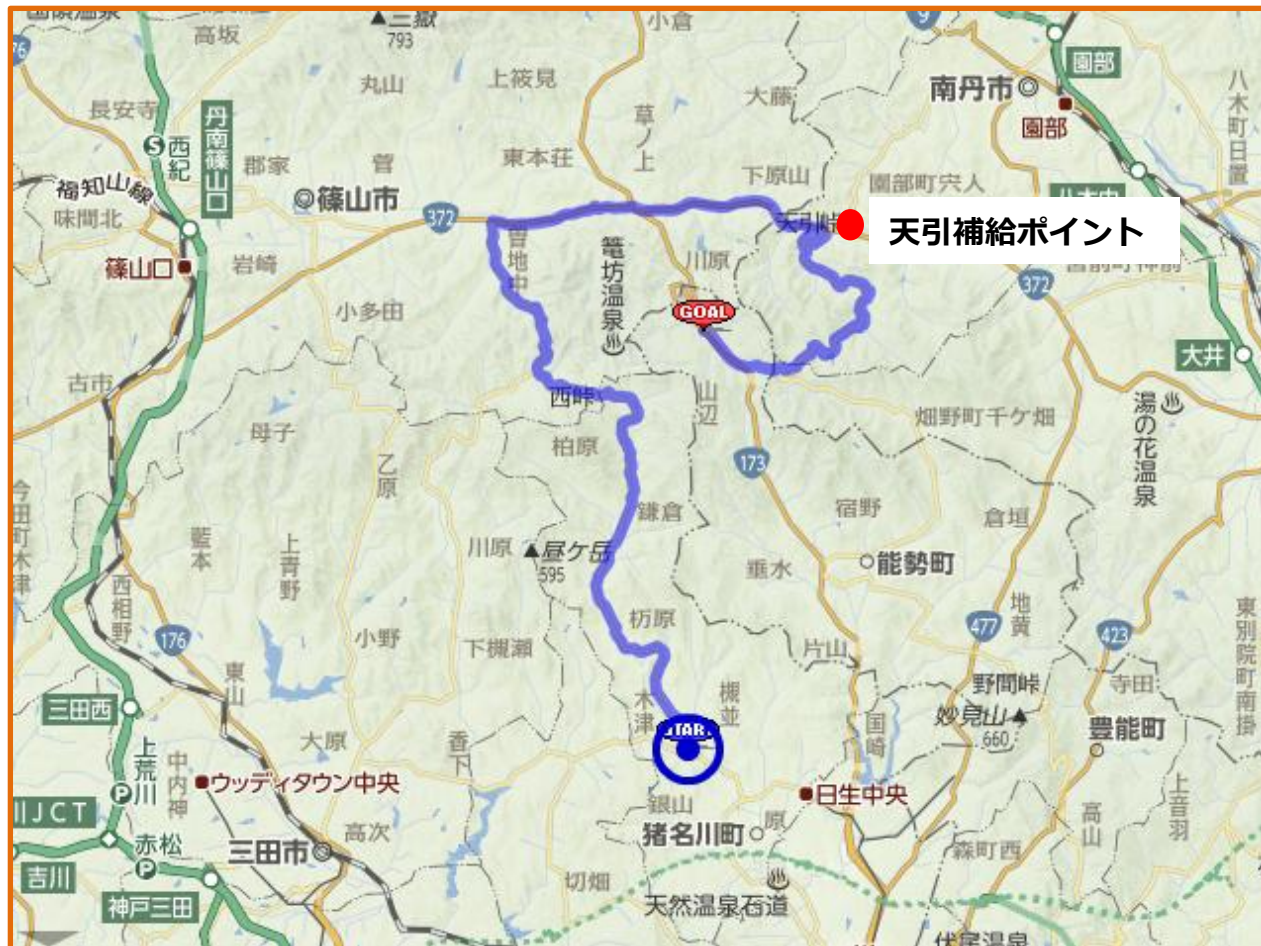 三嶽
793
小倉
9
高坂
丸山
上筱見
大藤
園部
南丹市
園部
八木町日置
76
長安寺
丹南篠山口
西紀
草ノ上
東本荘
郡家
菅
下原山
園部町宍人
福知山線
味間北
篠山市
372
天引峠
天引補給ポイント
曽地中
籠坊温泉
川原
篠山口
岩崎
372
小多田
GOAL
大井
古市
西峠
山辺
畑野町千ケ畑
湯の花温泉
母子
柏原
乙原
173
今田町木津
鎌倉
宿野
倉垣
藍本
上青野
川原
昼ケ岳
595
垂水
能勢町
西相野
地黄
東別院町南掛
176
小野
下槻瀬
杤原
片山
477
423
東山
野間峠
寺田
三田西
木津
槻並
国崎
妙見山
660
豊能町
上荒川
中内神
大原
香下
ウッディタウン中央
銀山
日生中央
上音羽
JCT
赤松
高次
三田市
猪名川町
原
高山
森町西
吉川
切畑
神戸三田
天然温泉石道
伏尾温泉